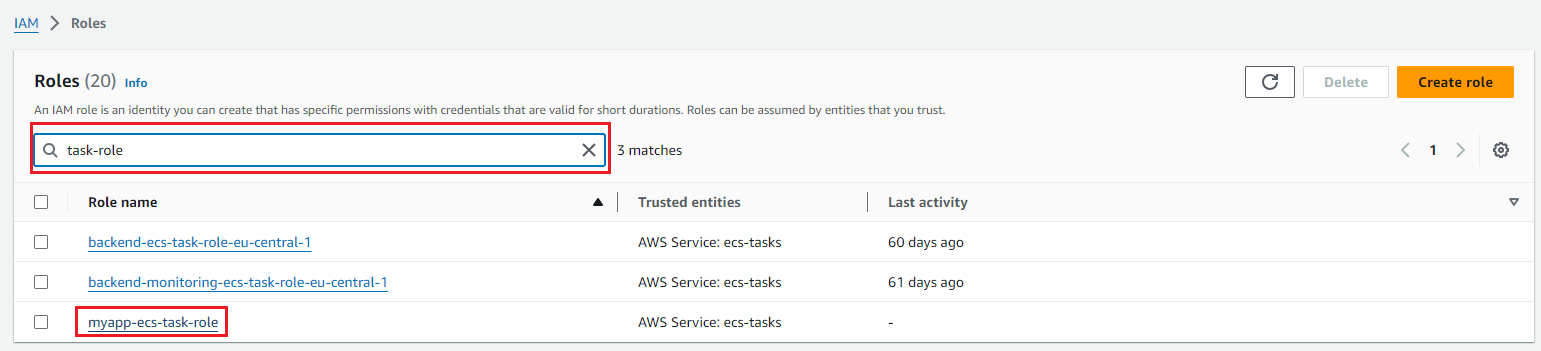 IAM > Roles
Roles (20) Info
Delete
Create role
An IAM role is an identity you can create that has specific permissions with credentials that are valid for short durations. Roles can be assumed by entities that you trust.
task-role
3 matches
1
Role name Trusted entities Last activity
backend-ecs-task-role-eu-central-1 AWS Service: ecs-tasks 60 days ago
backend-monitoring-ecs-task-role-eu-central-1 AWS Service: ecs-tasks 61 days ago
myapp-ecs-task-role AWS Service: ecs-tasks -